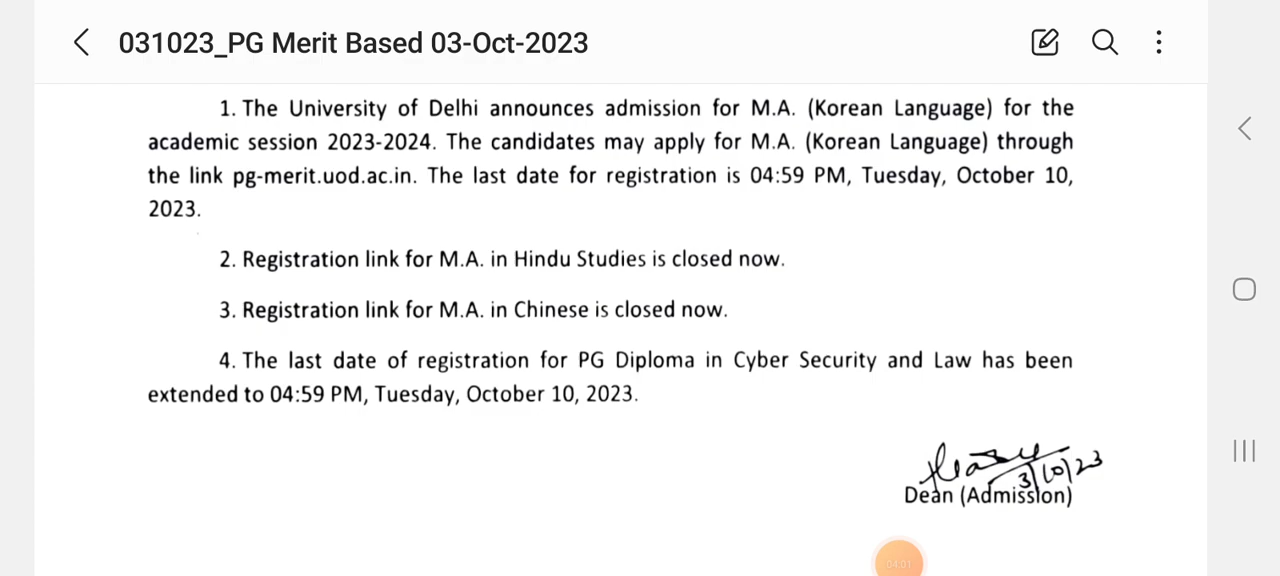 031023_PG Merit Based 03-Oct-2023
1. The University of Delhi announces admission for M.A. (Korean Language) for the
academic session 2023-2024. The candidates may apply for M.A. (Korean Language) through
the link pg-merit.uod.ac.in. The last date for registration is 04:59 PM, Tuesday, October 10,
2023.
2. Registration link for M.A. in Hindu Studies is closed now.
3. Registration link for M.A. in Chinese is closed now.
4. The last date of registration for PG Diploma in Cyber Security and Law has been
extended to 04:59 PM, Tuesday, October 10, 2023.
3/10/23
Dean (Admission)
04:01